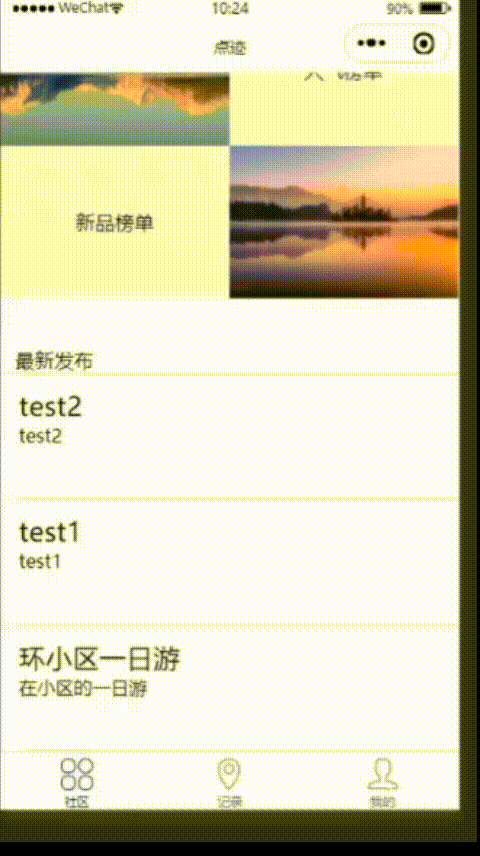 WeChat 10:24 90%
点迹
新品榜单
最新发布
test2
test2
test1
test1
环小区一日游
在小区的一日游
社区 记录 我的